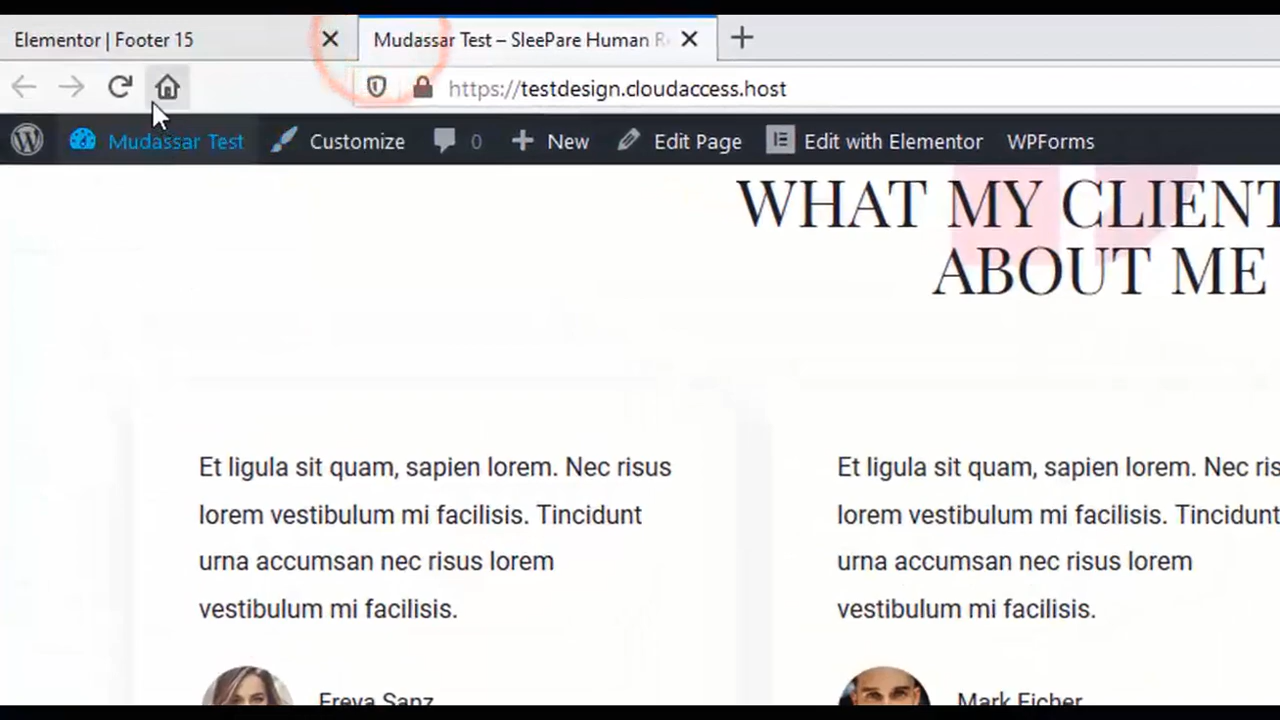 Elementor | Footer 15
Mudassar Test – SleePare Human R
https://testdesign.cloudaccess.host
Mudassar Test Customize 0 New Edit Page Edit with Elementor WPForms
WHAT MY CLIENT
ABOUT ME
Et ligula sit quam, sapien lorem. Nec risus
lorem vestibulum mi facilisis. Tincidunt
urna accumsan nec risus lorem
vestibulum mi facilisis.
Freya Sanz
Et ligula sit quam, sapien lorem. Nec ris
lorem vestibulum mi facilisis. Tincidunt
urna accumsan nec risus lorem
vestibulum mi facilisis.
Mark Eicher